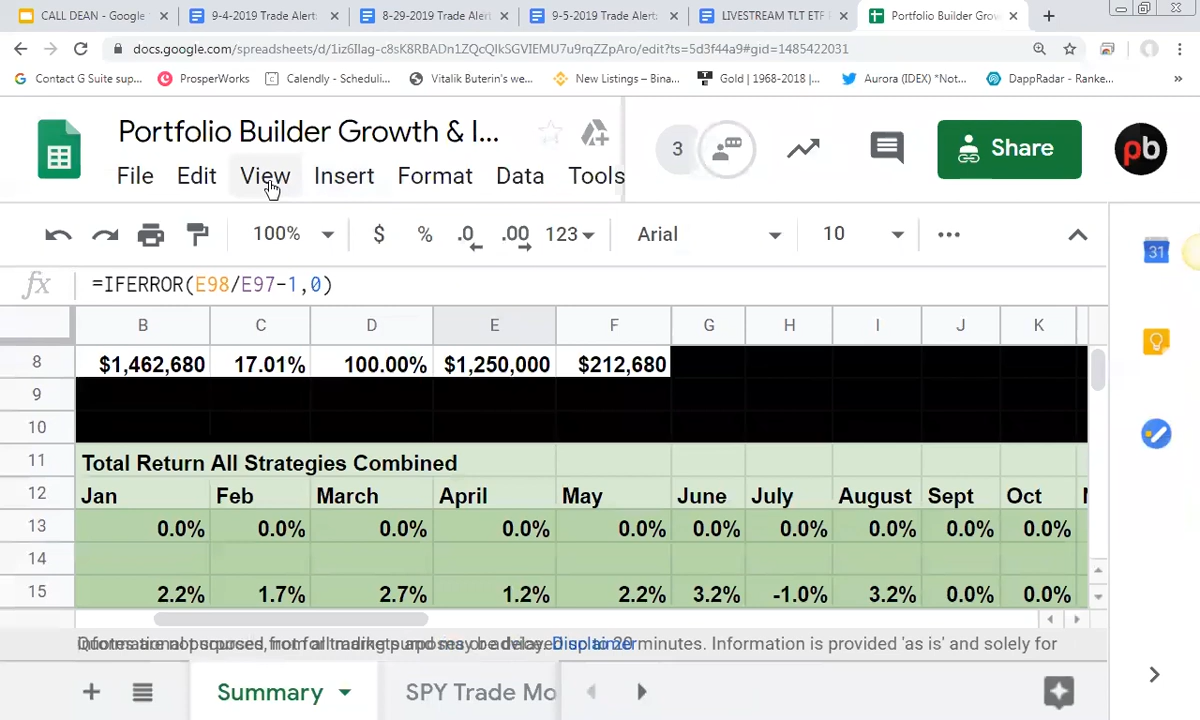 CALL DEAN - Google
9-4-2019 Trade Alert:
8-29-2019 Trade Alert
9-5-2019 Trade Alert:
LIVESTREAM TLT ETF
Portfolio Builder Grow
docs.google.com/spreadsheets/d/1iz6Ilag-c8sK8RBADn1ZQcQIkSGVIEMU7u9rqZZpAro/edit?ts=5d3f44a9#gid=1485422031
Contact G Suite sup...
ProsperWorks
Calendly - Scheduli...
Vitalik Buterin's we...
New Listings – Bina...
Gold | 1968-2018 |...
Aurora (IDEX) *Not...
DappRadar - Ranke...
»
Portfolio Builder Growth & I...
3
Share
pb
File Edit View Insert Format Data Tools
100% $ % .0 .00 123 Arial 10
fx =IFERROR(E98/E97-1,0)
31
B C D E F G H I J K
8 $1,462,680 17.01% 100.00% $1,250,000 $212,680
9
10
11 Total Return All Strategies Combined
12 Jan Feb March April May June July August Sept Oct
13 0.0% 0.0% 0.0% 0.0% 0.0% 0.0% 0.0% 0.0% 0.0% 0.0%
14
15 2.2% 1.7% 2.7% 1.2% 2.2% 3.2% -1.0% 3.2% 0.0% 0.0%
minutes. Information is provided 'as is' and solely for
Summary SPY Trade Mo